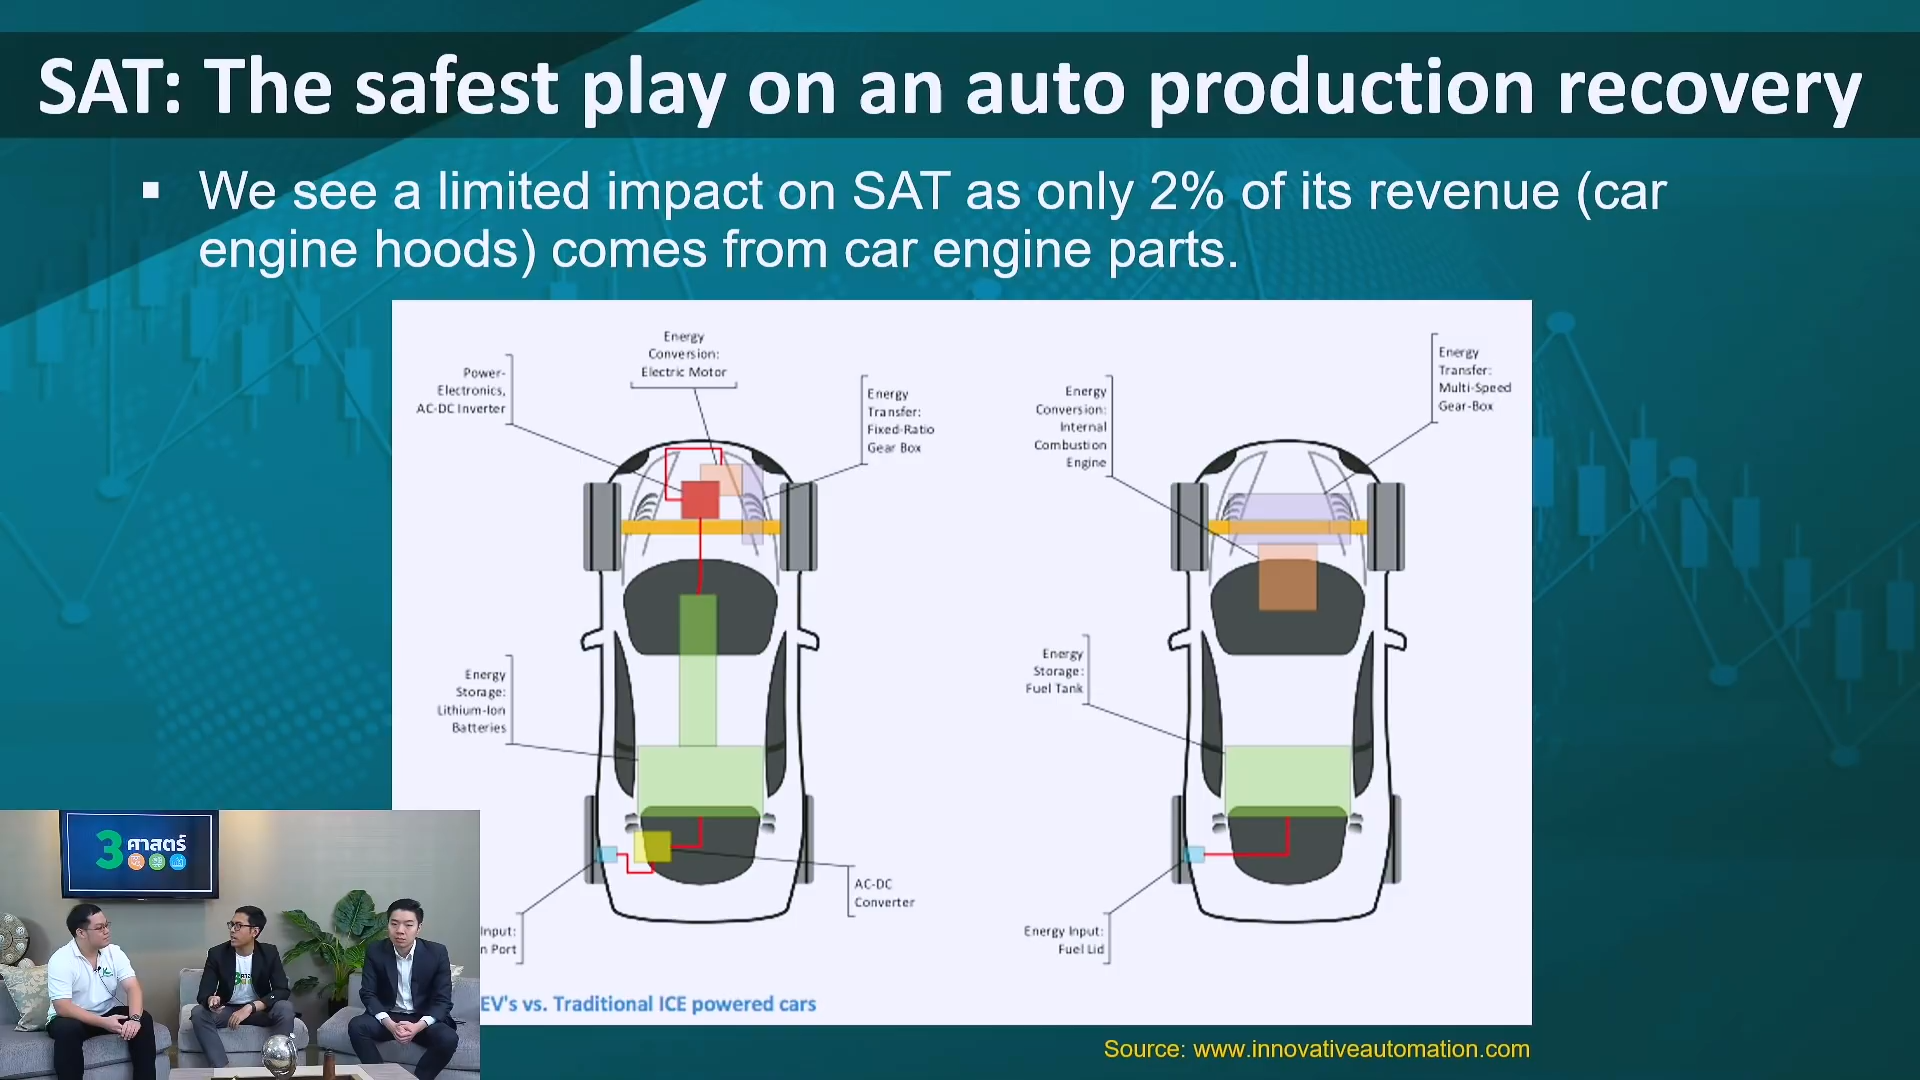 SAT: The safest play on an auto production recovery
▪ We see a limited impact on SAT as only 2% of its revenue (car
engine hoods) comes from car engine parts.
Power-
Electronics,
AC-DC Inverter
Energy
Conversion:
Electric Motor
Energy
Transfer:
Fixed-Ratio
Gear Box
Energy
Storage:
Lithium-Ion
Batteries
Input:
n Port
AC-DC
Converter
Energy
Conversion:
Internal
Combustion
Engine
Energy
Transfer:
Multi-Speed
Gear-Box
Energy
Storage:
Fuel Tank
Energy Input:
Fuel Lid
EV's vs. Traditional ICE powered cars
3 ศาสตร์
Source: www.innovativeautomation.com